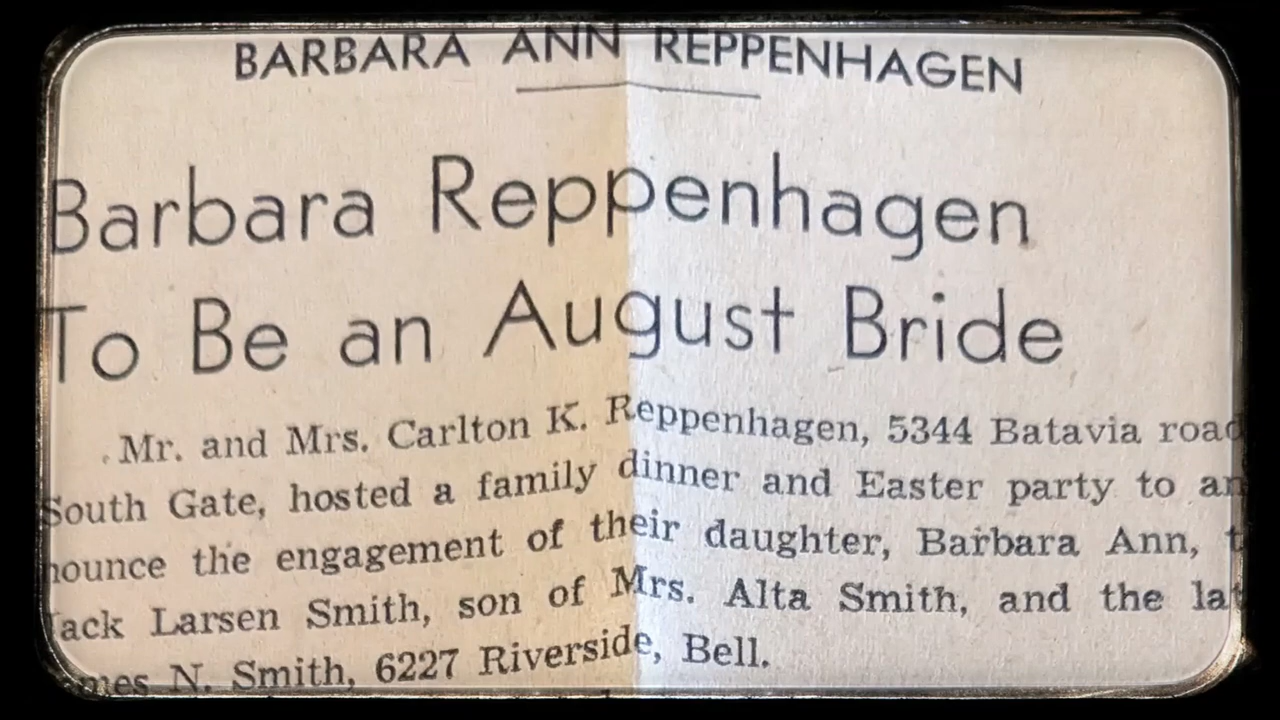 BARBARA ANN REPPENHAGEN
Barbara Reppenhagen
To Be an August Bride
Mr. and Mrs. Carlton K. Reppenhagen, 5344 Batavia road
South Gate, hosted a family dinner and Easter party to an
nounce the engagement of their daughter, Barbara Ann, t
Jack Larsen Smith, son of Mrs. Alta Smith, and the lat
mes N. Smith, 6227 Riverside, Bell.